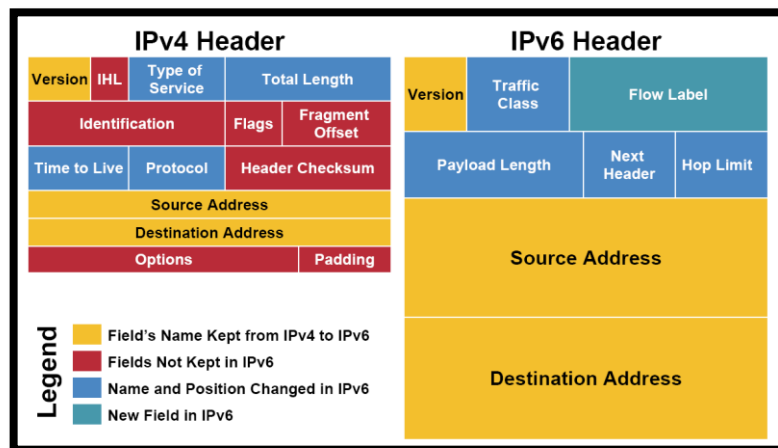 IPv4 Header
Version IHL Type of Service Total Length
Identification Flags Fragment Offset
Time to Live Protocol Header Checksum
Source Address
Destination Address
Options Padding
IPv6 Header
Version Traffic Class Flow Label
Payload Length Next Header Hop Limit
Source Address
Destination Address
Legend
Field's Name Kept from IPv4 to IPv6
Fields Not Kept in IPv6
Name and Position Changed in IPv6
New Field in IPv6